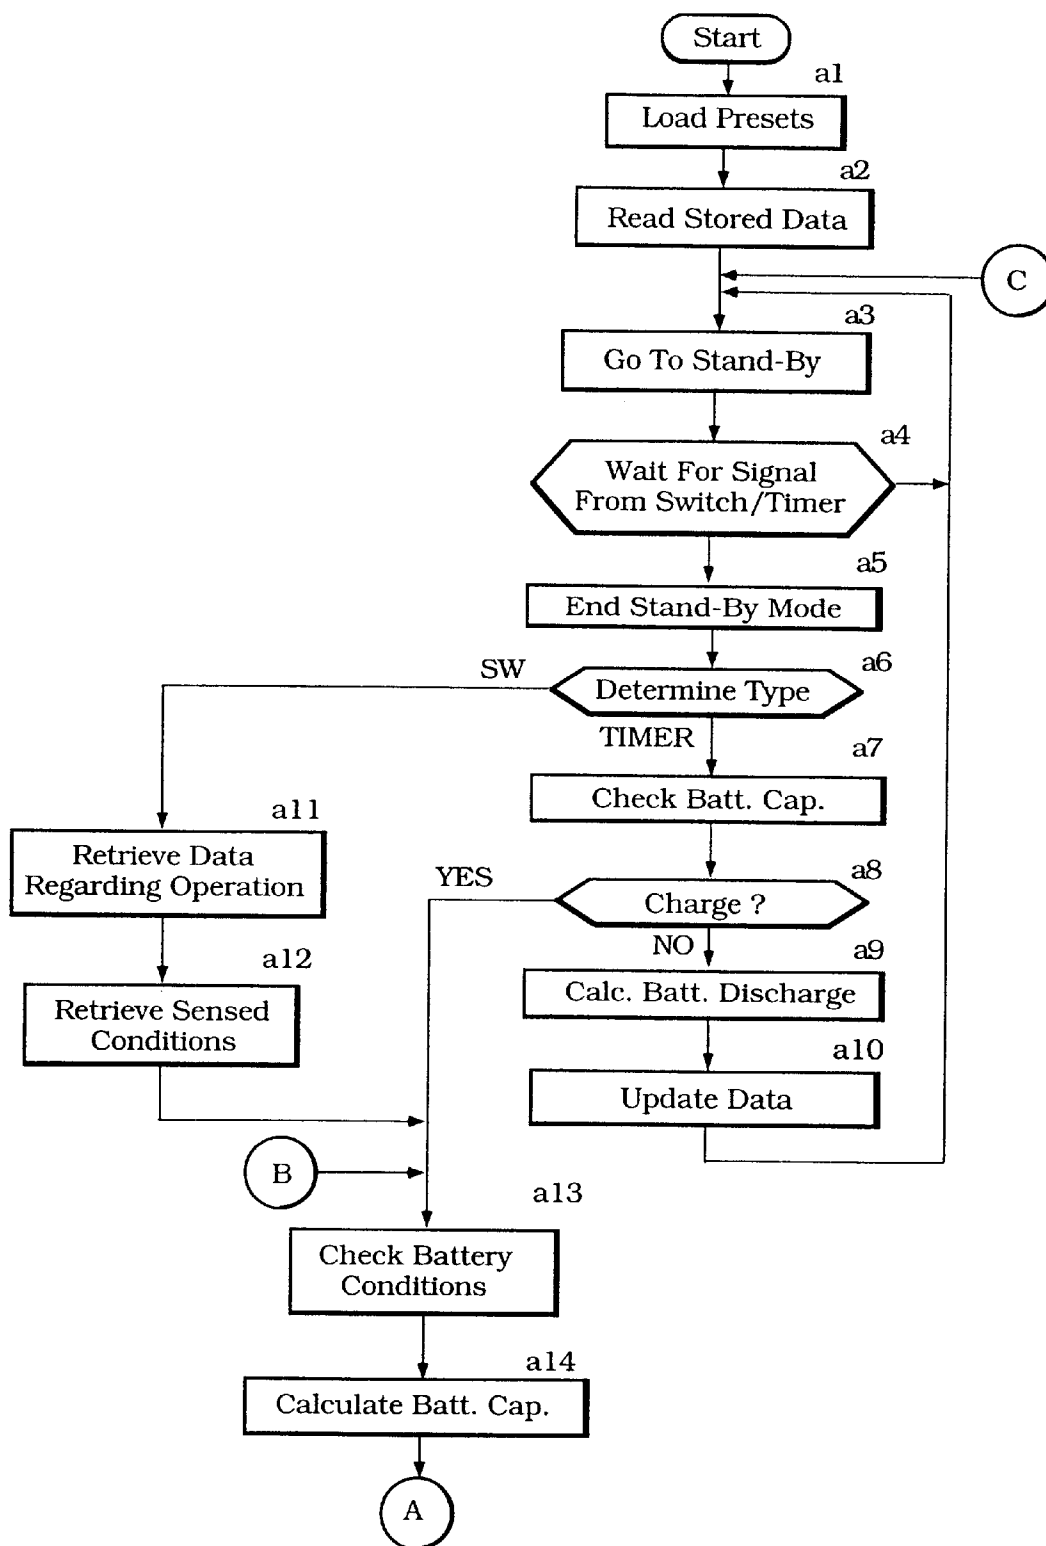 Start
a1
Load Presets
a2
Read Stored Data
C
a3
Go To Stand-By
a4
Wait For Signal
From Switch/Timer
a5
End Stand-By Mode
a6
SW
Determine Type
TIMER
a7
Check Batt. Cap.
a11
Retrieve Data
Regarding Operation
a8
YES
Charge ?
NO
a9
Calc. Batt. Discharge
a12
Retrieve Sensed
Conditions
a10
Update Data
B
a13
Check Battery
Conditions
a14
Calculate Batt. Cap.
A